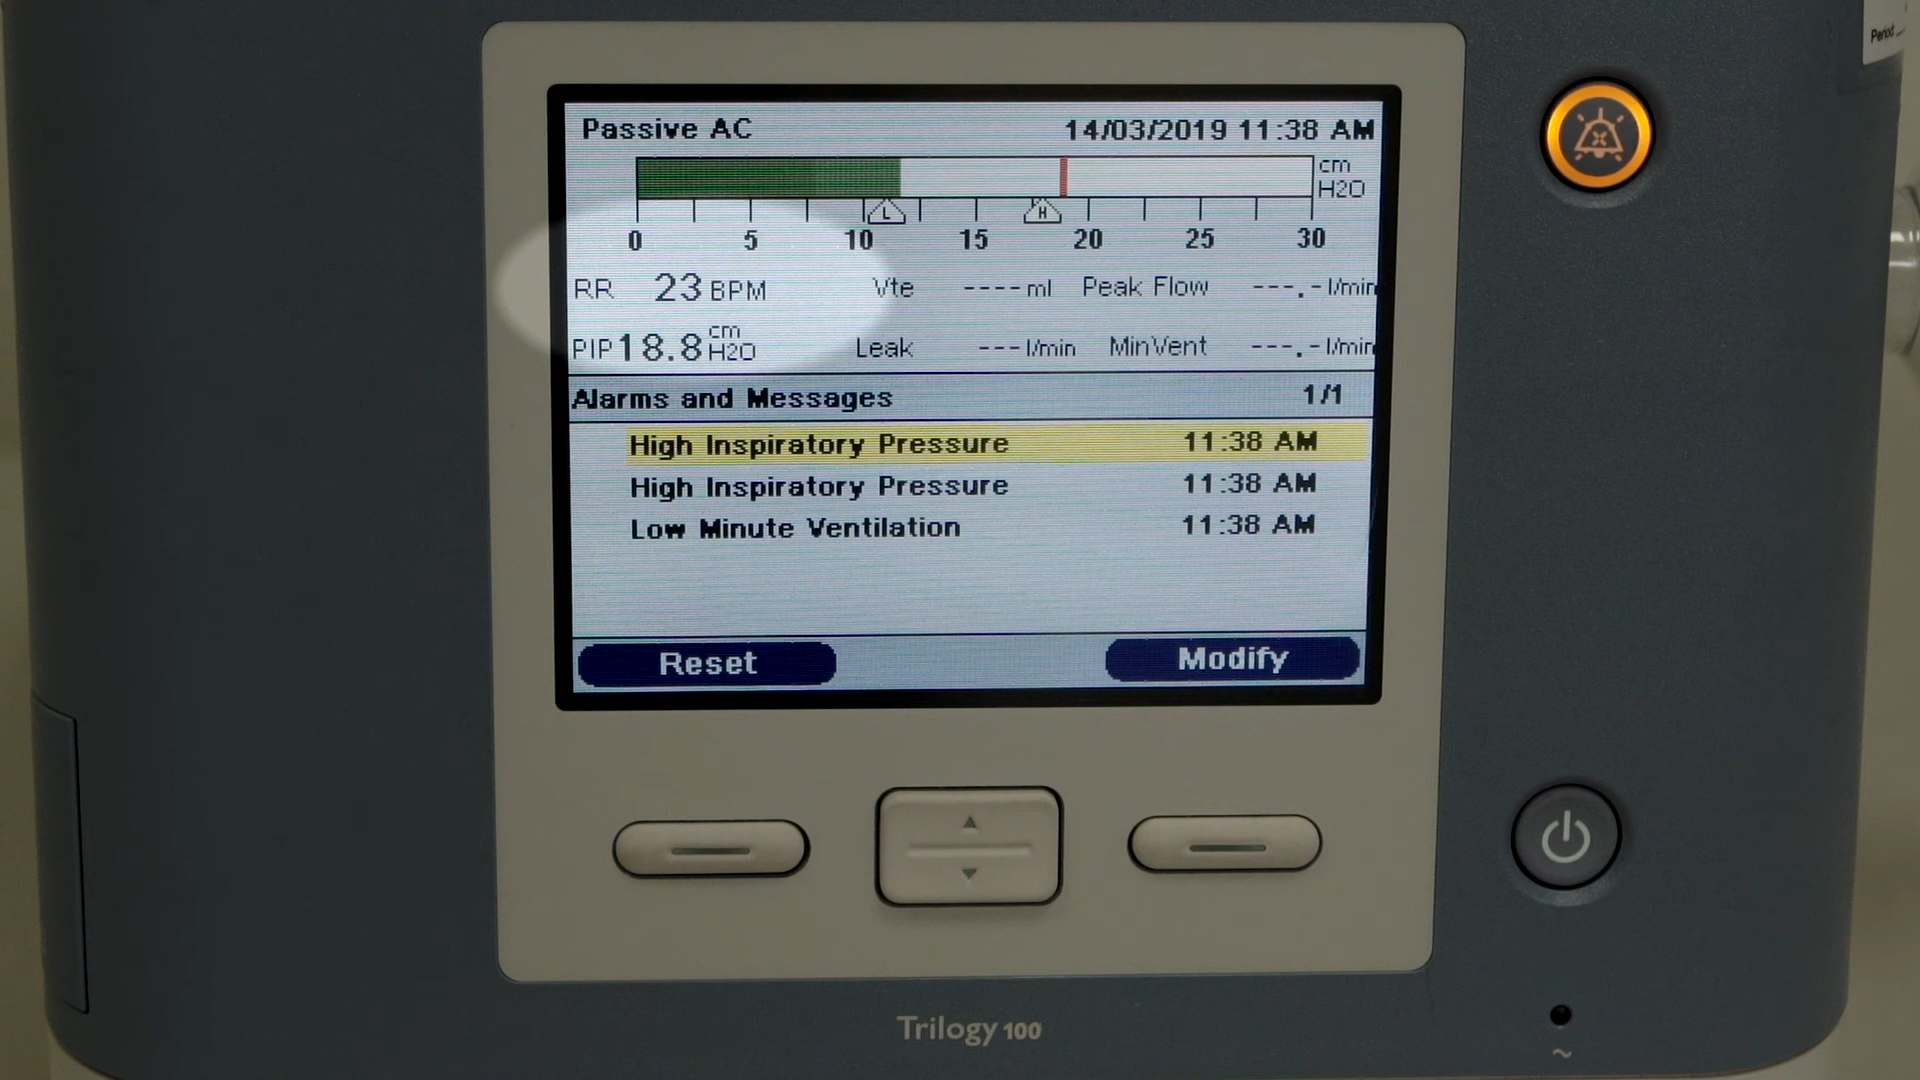 Period
Passive AC 14/03/2019 11:38 AM
cm
H2O
L H
0 5 10 15 20 25 30
RR 23 BPM Vte ---- ml Peak Flow ---.- l/min
PIP 18.8 cm H2O Leak --- l/min MinVent ---.- l/min
Alarms and Messages 1/1
High Inspiratory Pressure 11:38 AM
High Inspiratory Pressure 11:38 AM
Low Minute Ventilation 11:38 AM
Reset Modify
Trilogy 100
~